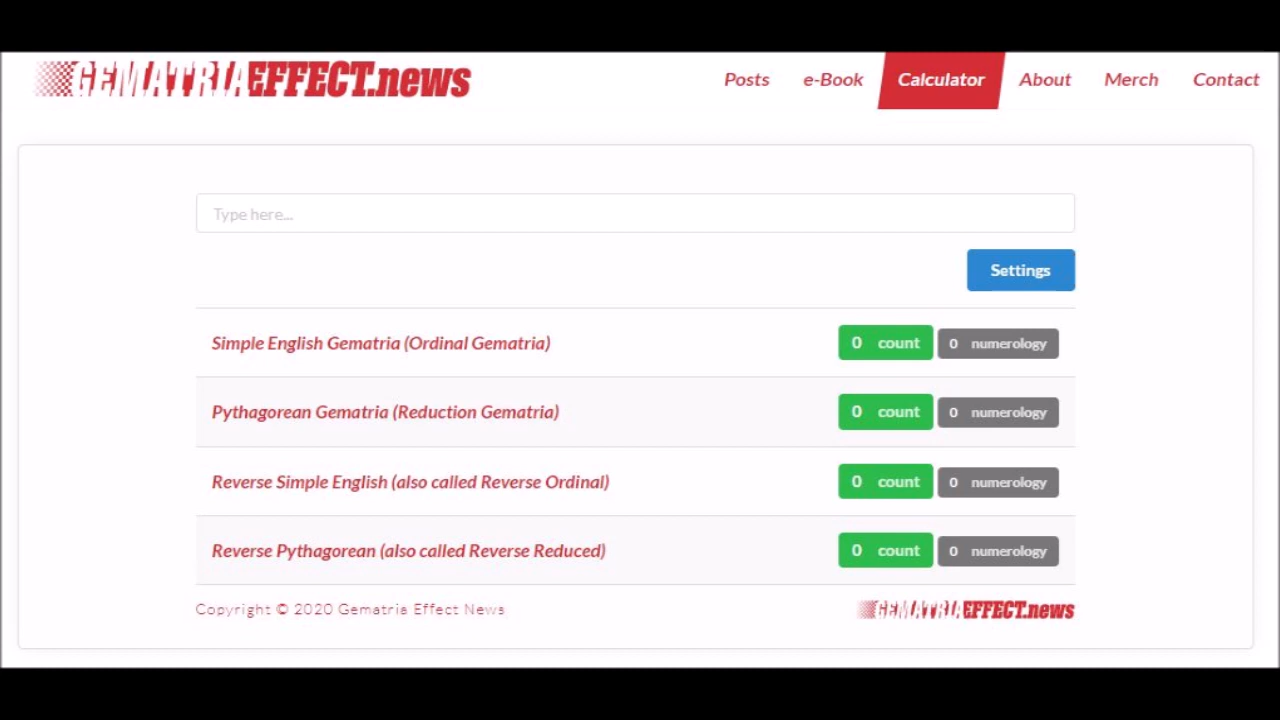 GEMATRIAEFFECT.news
Posts e-Book Calculator About Merch Contact
Type here...
Settings
Simple English Gematria (Ordinal Gematria) 0 count 0 numerology
Pythagorean Gematria (Reduction Gematria) 0 count 0 numerology
Reverse Simple English (also called Reverse Ordinal) 0 count 0 numerology
Reverse Pythagorean (also called Reverse Reduced) 0 count 0 numerology
Copyright © 2020 Gematria Effect News GEMATRIAEFFECT.news